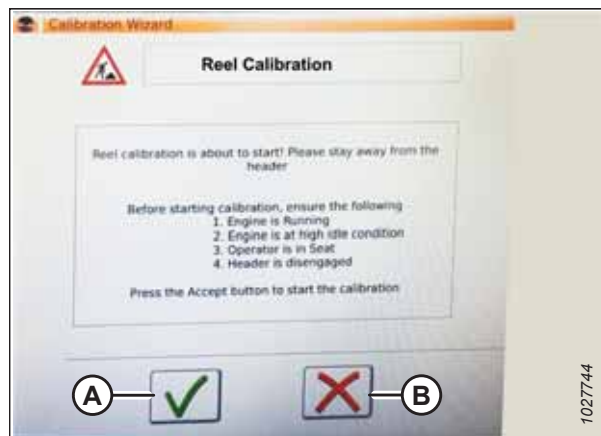 Calibration Wizard
Reel Calibration
Reel calibration is about to start! Please stay away from the
header
Before starting calibration, ensure the following
1. Engine is Running
2. Engine is at high idle condition
3. Operator is in Seat
4. Header is disengaged
Press the Accept button to start the calibration
A
B
1027744